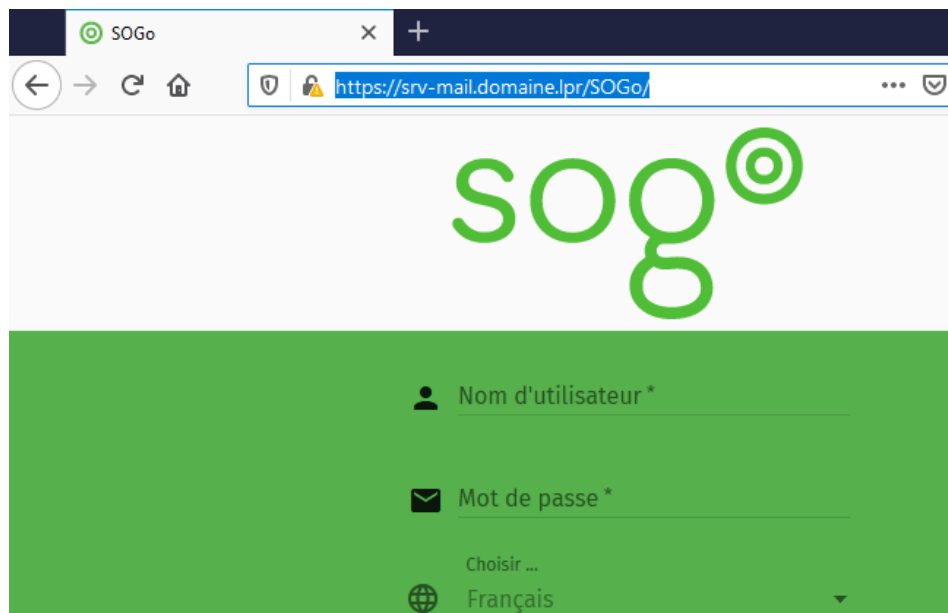 SOGo
https://srv-mail.domaine.lpr/SOGo/
sogo
Nom d'utilisateur *
Mot de passe *
Choisir ...
Français